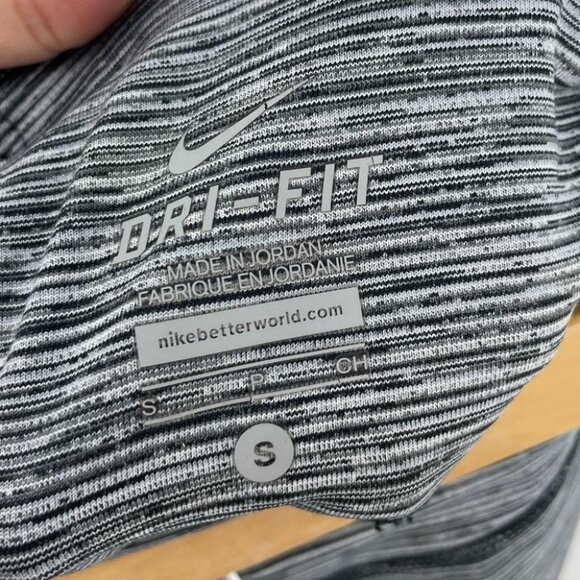 DRI-FIT
MADE IN JORDAN
FABRIQUE EN JORDANIE
nikebetterworld.com
S P CH
S